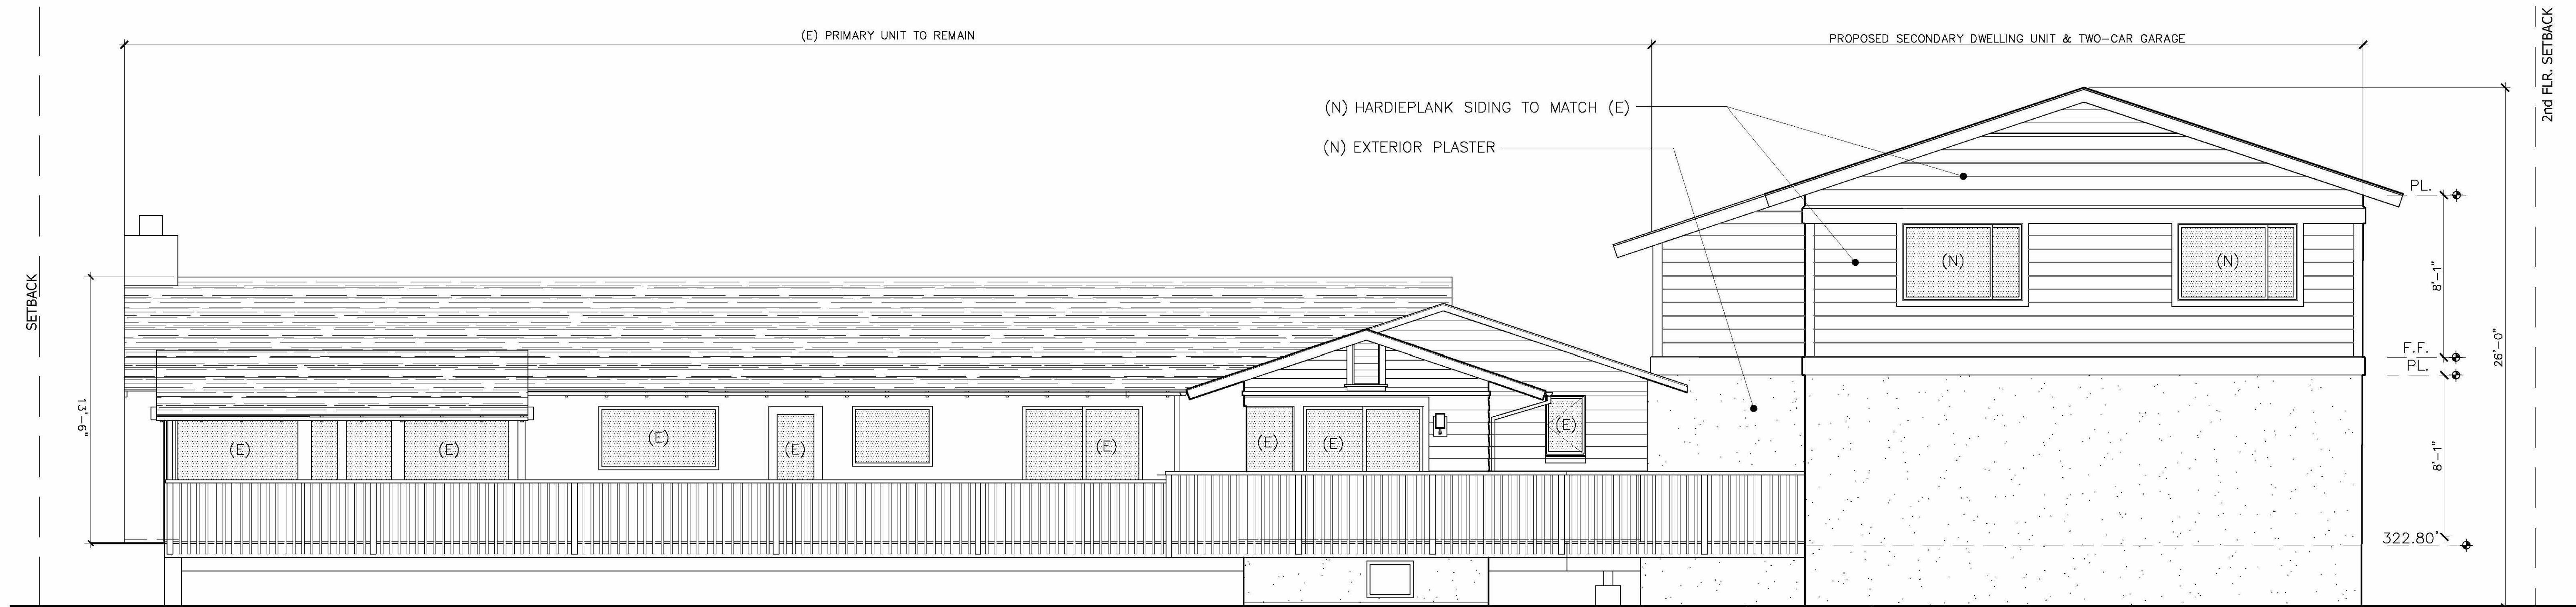 (E) PRIMARY UNIT TO REMAIN
PROPOSED SECONDARY DWELLING UNIT & TWO-CAR GARAGE
2nd FLR. SETBACK
(N) HARDIEPLANK SIDING TO MATCH (E)
(N) EXTERIOR PLASTER
PL.
(N)
(N)
8'-1"
SETBACK
26'-0"
F.F.
PL.
13'-6"
(E)
(E)
(E)
(E)
(E)
(E)
(E)
(E)
8'-1"
322.80'